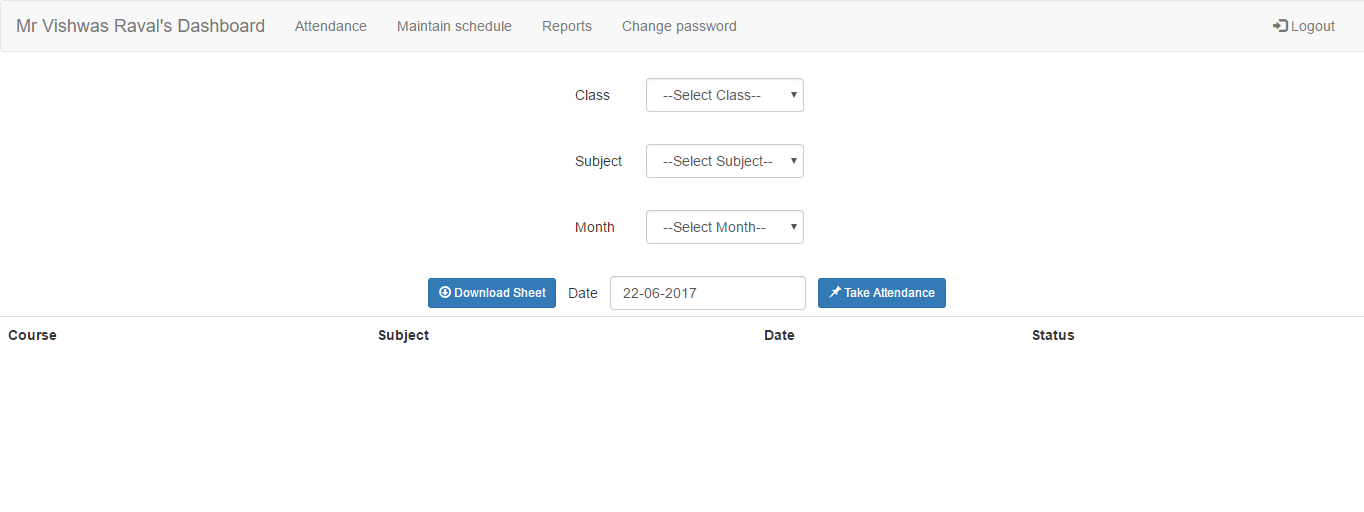 Mr Vishwas Raval's Dashboard Attendance Maintain schedule Reports Change password Logout
Class --Select Class--
Subject --Select Subject--
Month --Select Month--
Download Sheet Date 22-06-2017 Take Attendance
Course Subject Date Status